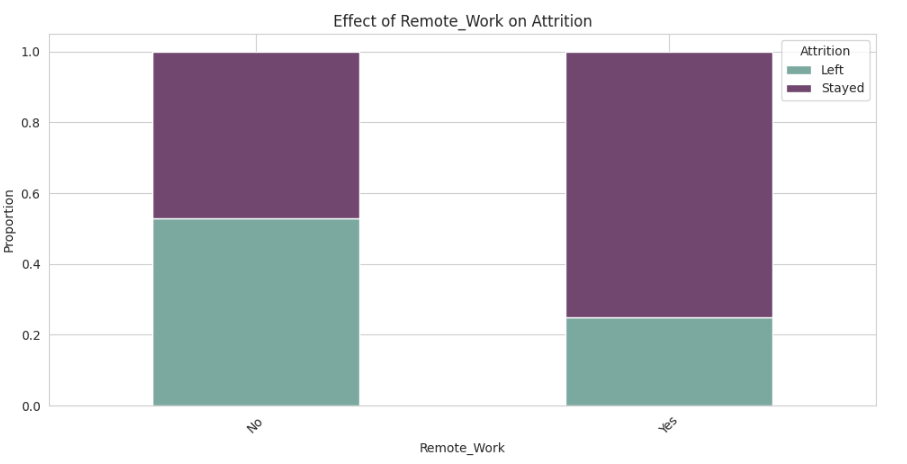 Effect of Remote_Work on Attrition
Attrition
Left
Stayed
Proportion
1.0
0.8
0.6
0.4
0.2
0.0
No
Yes
Remote_Work